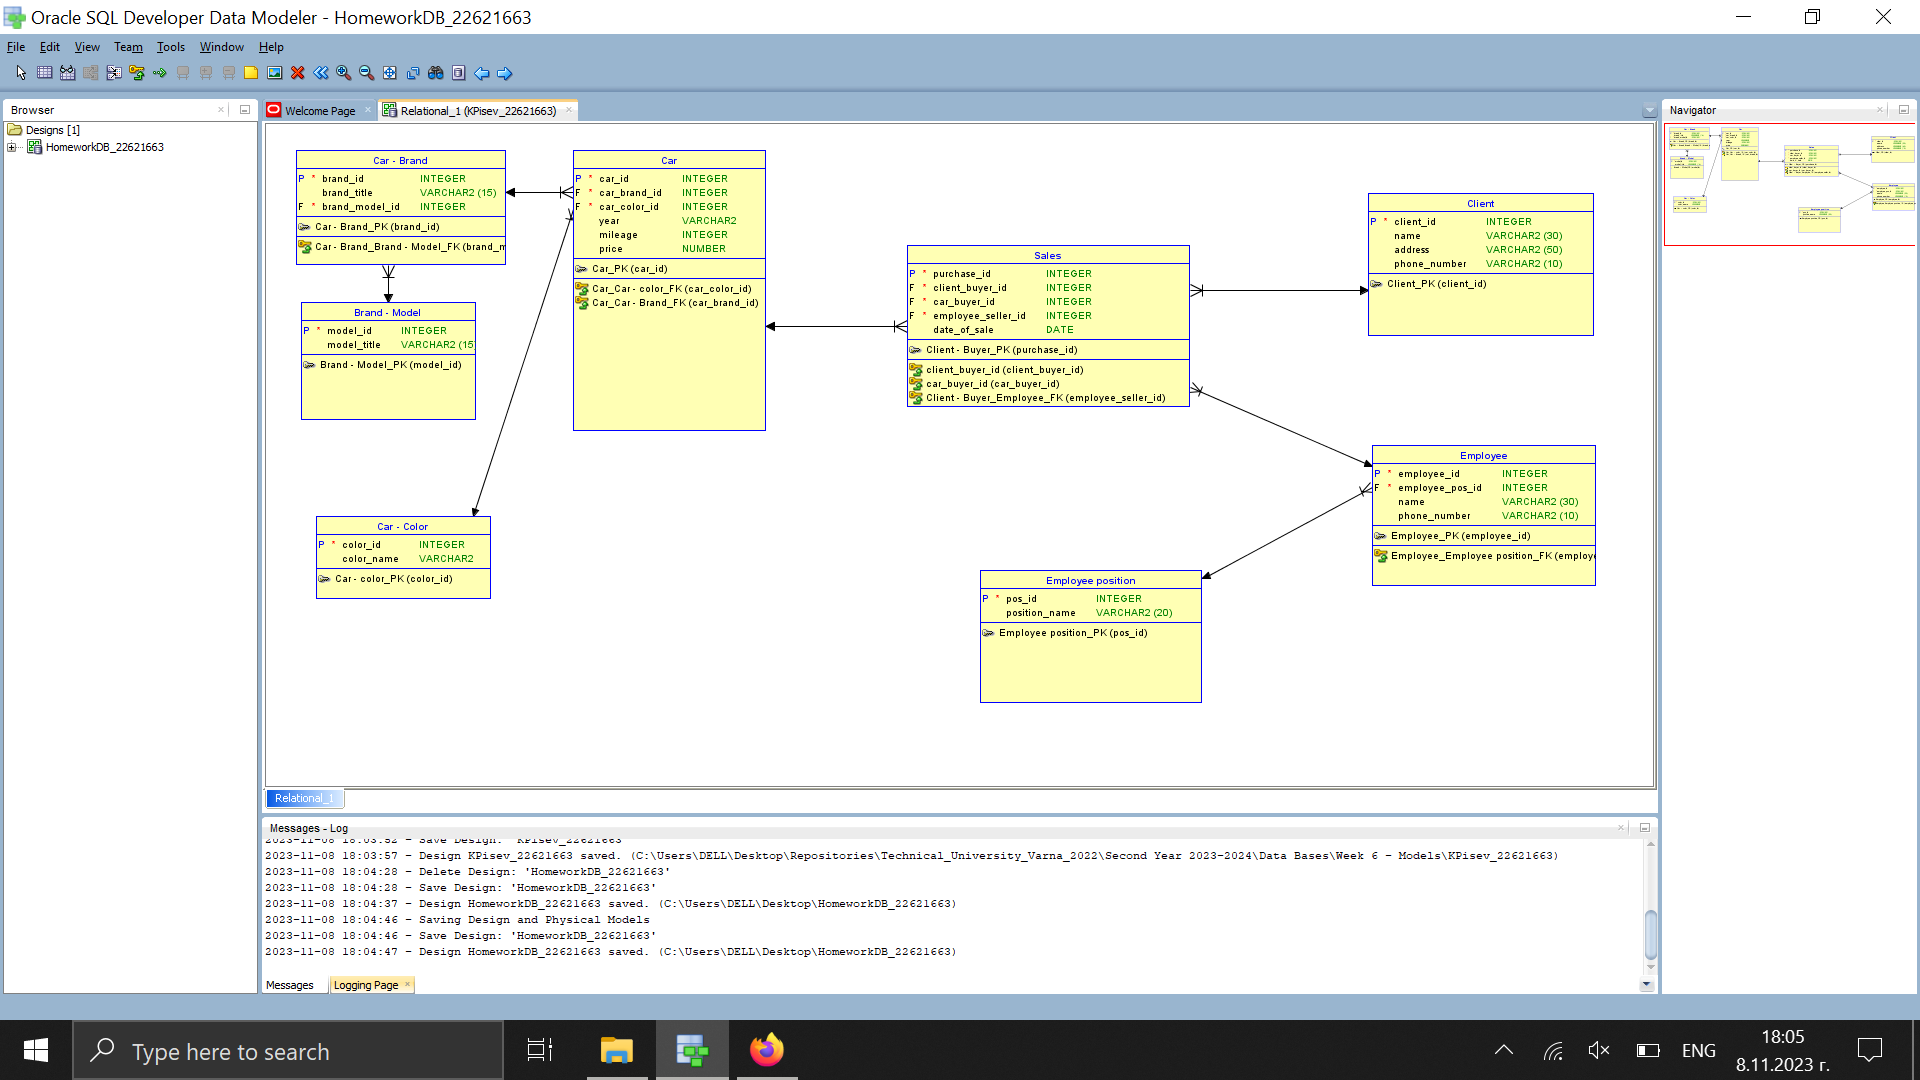 Oracle SQL Developer Data Modeler - HomeworkDB_22621663
File Edit View Team Tools Window Help
Browser
Designs [1]
HomeworkDB_22621663
Welcome Page
Relational_1 (KPisev_22621663)
Navigator
Car - Brand
P * brand_id INTEGER
brand_title VARCHAR2 (15)
F * brand_model_id INTEGER
Car - Brand_PK (brand_id)
Car - Brand_Brand - Model_FK (brand_m
Brand - Model
P * model_id INTEGER
model_title VARCHAR2 (15)
Brand - Model_PK (model_id)
Car
P * car_id INTEGER
F * car_brand_id INTEGER
F * car_color_id INTEGER
year VARCHAR2
mileage INTEGER
price NUMBER
Car_PK (car_id)
Car_Car - color_FK (car_color_id)
Car_Car - Brand_FK (car_brand_id)
Car - Color
P * color_id INTEGER
color_name VARCHAR2
Car - color_PK (color_id)
Sales
P * purchase_id INTEGER
F * client_buyer_id INTEGER
F * car_buyer_id INTEGER
F * employee_seller_id INTEGER
date_of_sale DATE
Client - Buyer_PK (purchase_id)
client_buyer_id (client_buyer_id)
car_buyer_id (car_buyer_id)
Client - Buyer_Employee_FK (employee_seller_id)
Client
P * client_id INTEGER
name VARCHAR2 (30)
address VARCHAR2 (50)
phone_number VARCHAR2 (10)
Client_PK (client_id)
Employee
P * employee_id INTEGER
F * employee_pos_id INTEGER
name VARCHAR2 (30)
phone_number VARCHAR2 (10)
Employee_PK (employee_id)
Employee_Employee position_FK (employe
Employee position
P * pos_id INTEGER
position_name VARCHAR2 (20)
Employee position_PK (pos_id)
Relational_1
Messages - Log
2023-11-08 18:03:52 - Save Design: 'KPisev_22621663'
2023-11-08 18:03:57 - Design KPisev_22621663 saved. (C:\Users\DELL\Desktop\Repositories\Technical_University_Varna_2022\Second Year 2023-2024\Data Bases\Week 6 - Models\KPisev_22621663)
2023-11-08 18:04:28 - Delete Design: 'HomeworkDB_22621663'
2023-11-08 18:04:28 - Save Design: 'HomeworkDB_22621663'
2023-11-08 18:04:37 - Design HomeworkDB_22621663 saved. (C:\Users\DELL\Desktop\HomeworkDB_22621663)
2023-11-08 18:04:46 - Saving Design and Physical Models
2023-11-08 18:04:46 - Save Design: 'HomeworkDB_22621663'
2023-11-08 18:04:47 - Design HomeworkDB_22621663 saved. (C:\Users\DELL\Desktop\HomeworkDB_22621663)
Messages Logging Page
Type here to search
ENG
18:05
8.11.2023 г.